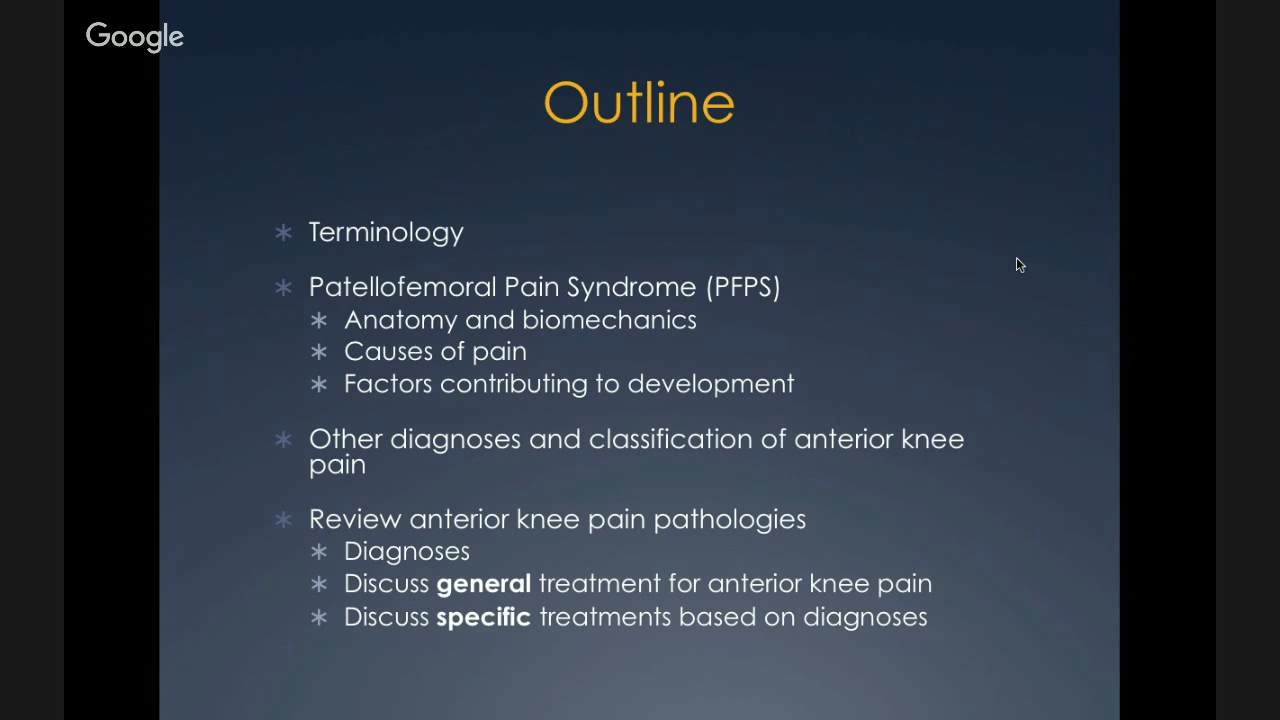 Google
Outline
* Terminology
* Patellofemoral Pain Syndrome (PFPS)
* Anatomy and biomechanics
* Causes of pain
* Factors contributing to development
* Other diagnoses and classification of anterior knee
pain
* Review anterior knee pain pathologies
* Diagnoses
* Discuss general treatment for anterior knee pain
* Discuss specific treatments based on diagnoses